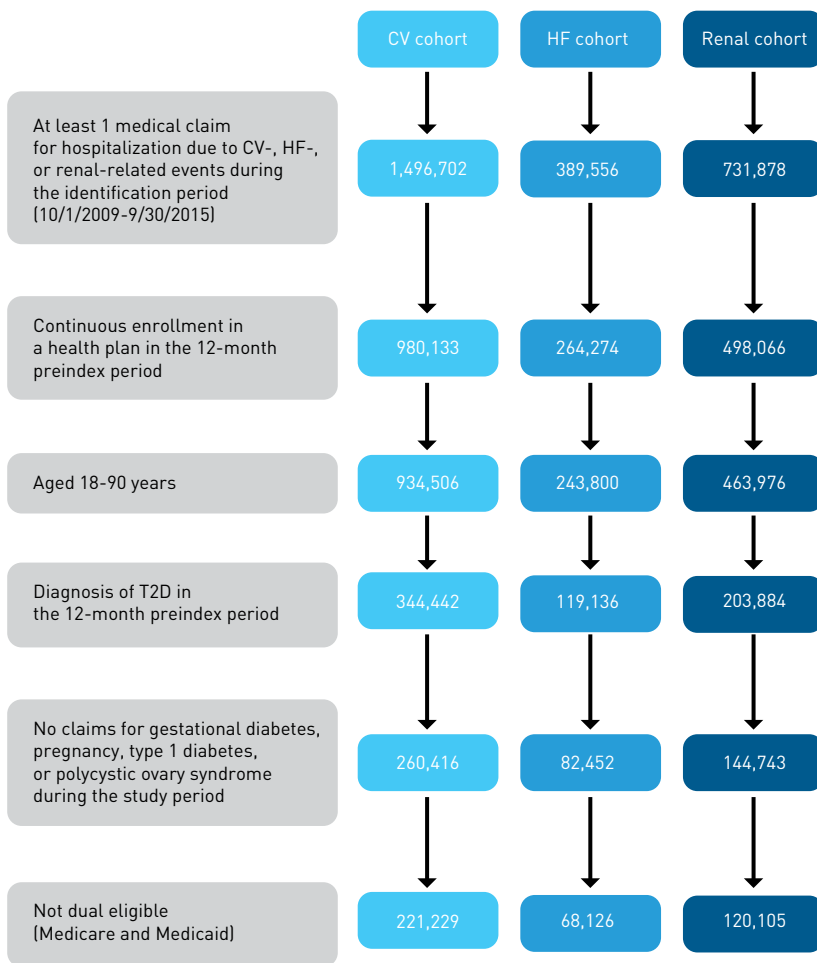 CV cohort
HF cohort
Renal cohort
At least 1 medical claim
for hospitalization due to CV-, HF-,
or renal-related events during
the identification period
(10/1/2009-9/30/2015)
1,496,702
389,556
731,878
Continuous enrollment in
a health plan in the 12-month
preindex period
980,133
264,274
498,066
Aged 18-90 years
934,506
243,800
463,976
Diagnosis of T2D in
the 12-month preindex period
344,442
119,136
203,884
No claims for gestational diabetes,
pregnancy, type 1 diabetes,
or polycystic ovary syndrome
during the study period
260,416
82,452
144,743
Not dual eligible
(Medicare and Medicaid)
221,229
68,126
120,105